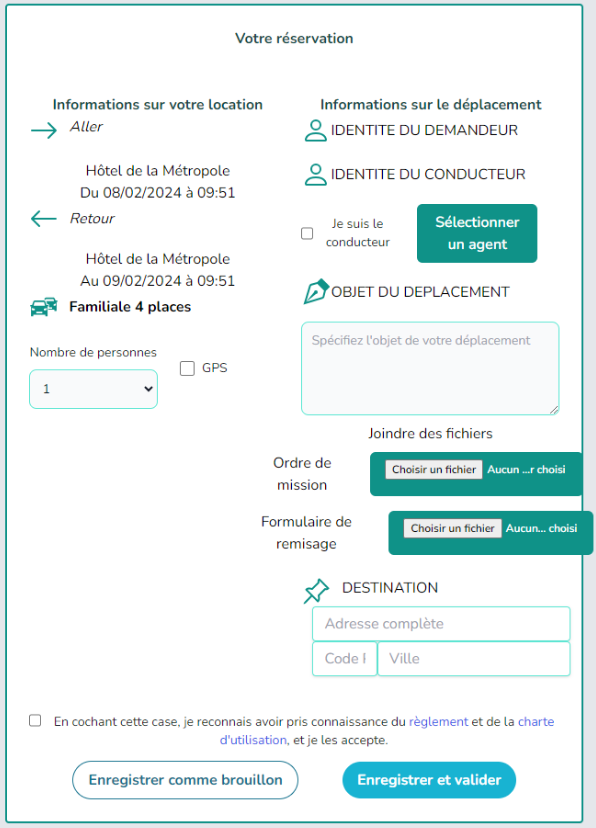 Votre réservation
Informations sur votre location
Aller
Hôtel de la Métropole
Du 08/02/2024 à 09:51
Retour
Hôtel de la Métropole
Au 09/02/2024 à 09:51
Familiale 4 places
Nombre de personnes
1
GPS
Informations sur le déplacement
IDENTITE DU DEMANDEUR
IDENTITE DU CONDUCTEUR
Je suis le
conducteur
Sélectionner
un agent
OBJET DU DEPLACEMENT
Spécifiez l'objet de votre déplacement
Joindre des fichiers
Ordre de
mission
Choisir un fichier Aucun ...r choisi
Formulaire de
remisage
Choisir un fichier Aucun... choisi
DESTINATION
Adresse complète
Code Ville
En cochant cette case, je reconnais avoir pris connaissance du règlement et de la charte
d'utilisation, et je les accepte.
Enregistrer comme brouillon
Enregistrer et valider